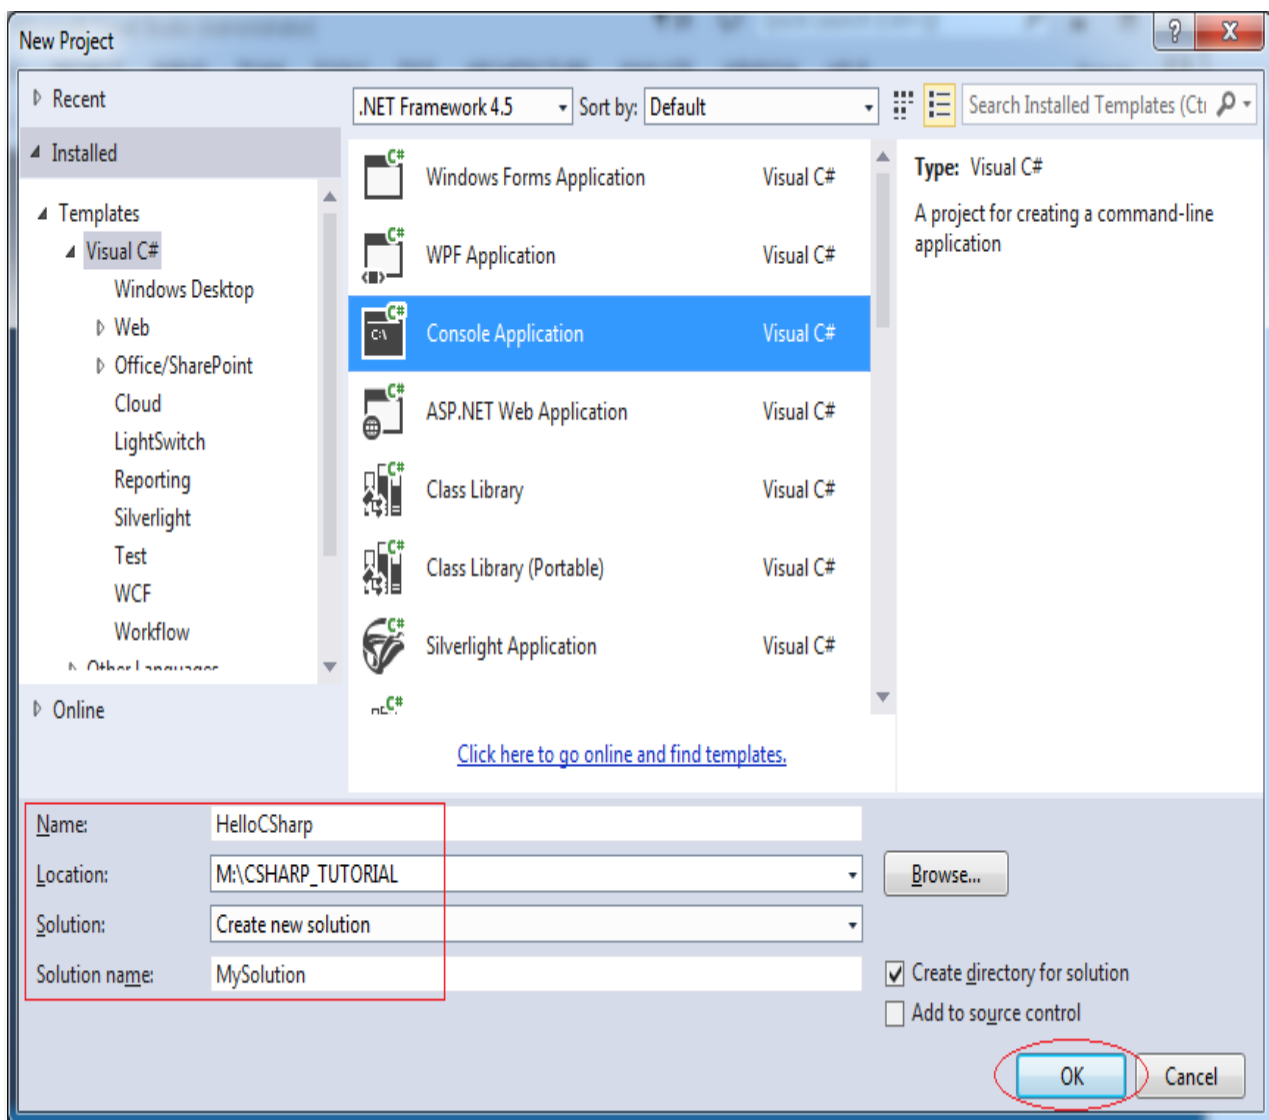 New Project
?
X
Recent
Installed
Templates
Visual C#
Windows Desktop
Web
Office/SharePoint
Cloud
LightSwitch
Reporting
Silverlight
Test
WCF
Workflow
Other Languages
Online
.NET Framework 4.5
Sort by: Default
Search Installed Templates (Ctr
C# Windows Forms Application Visual C#
C# WPF Application Visual C#
C# C:\ Console Application Visual C#
C# ASP.NET Web Application Visual C#
C# Class Library Visual C#
C# Class Library (Portable) Visual C#
C# Silverlight Application Visual C#
C#
Click here to go online and find templates.
Type: Visual C#
A project for creating a command-line
application
Name: HelloCSharp
Location: M:\CSHARP_TUTORIAL
Browse...
Solution: Create new solution
Solution name: MySolution
Create directory for solution
Add to source control
OK
Cancel